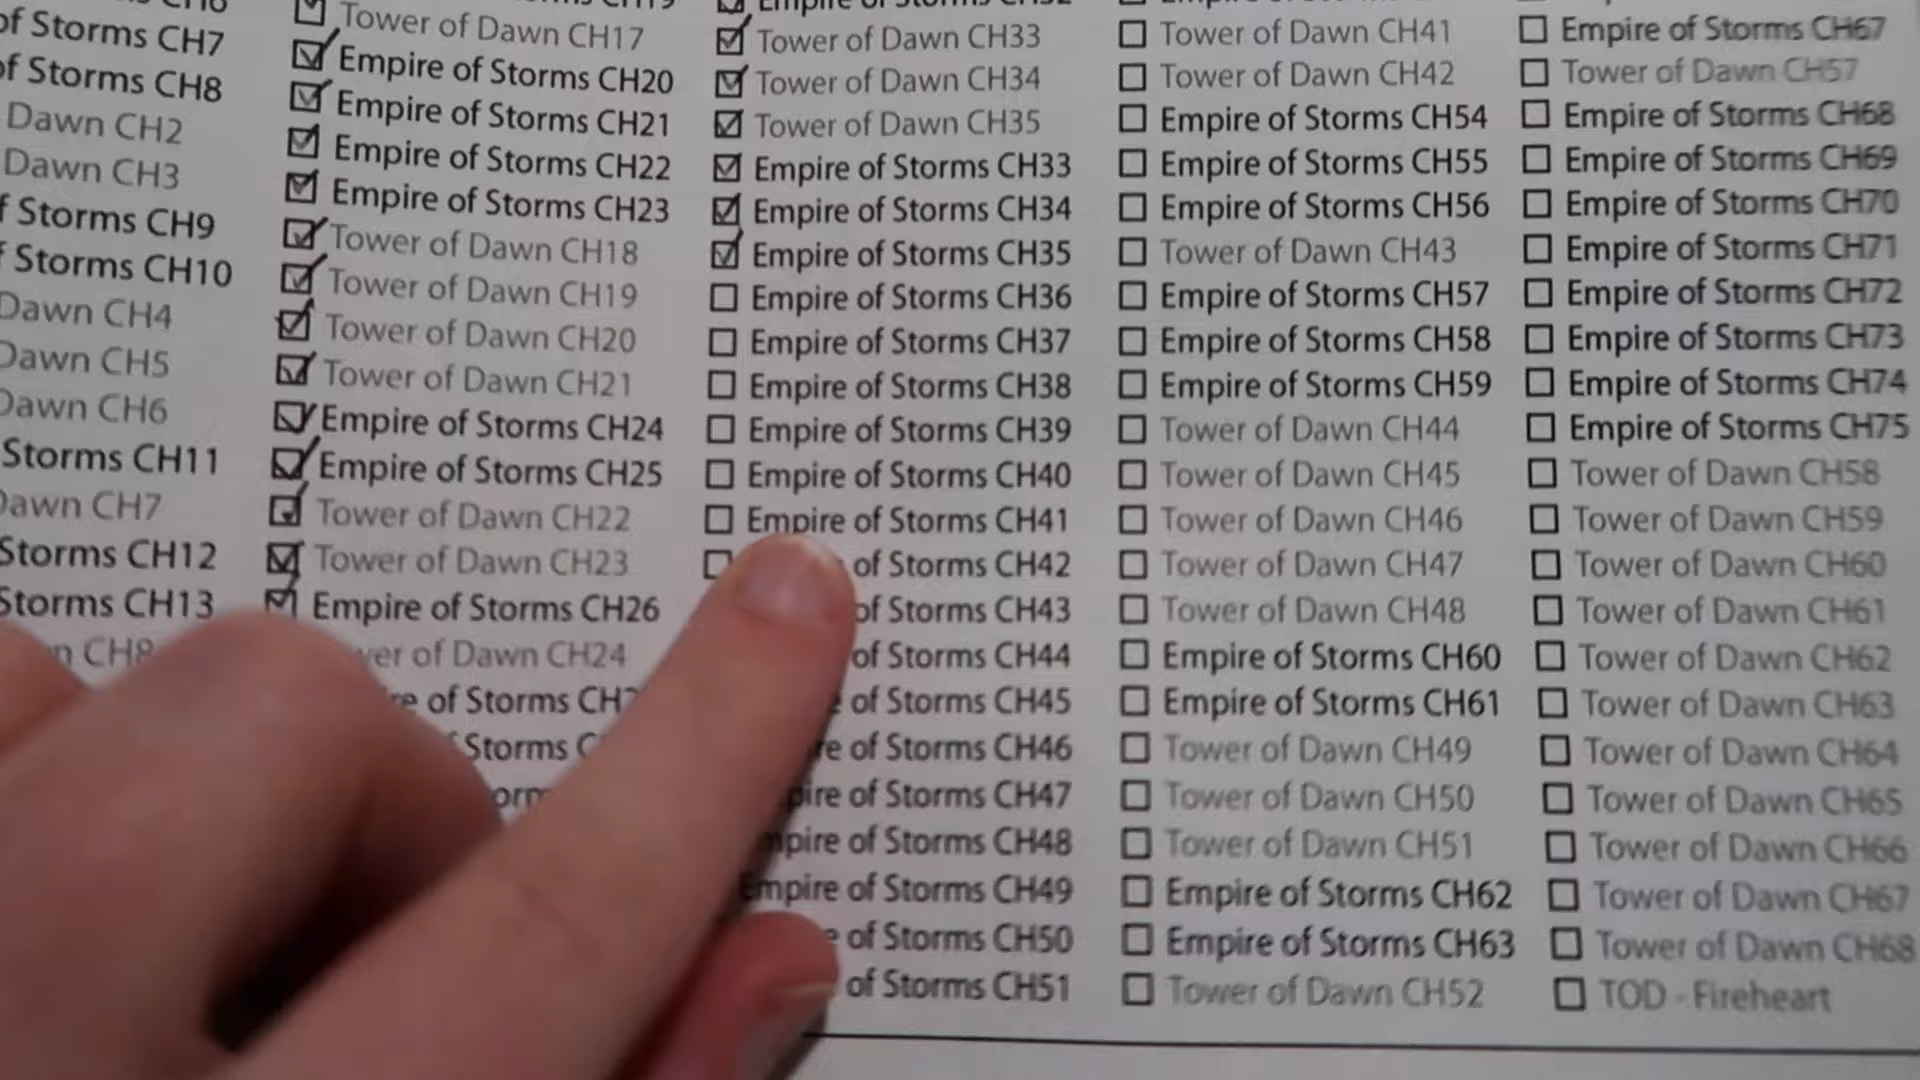 of Storms CH7
of Storms CH8
Dawn CH2
Dawn CH3
f Storms CH9
f Storms CH10
Dawn CH4
Dawn CH5
Dawn CH6
Storms CH11
Dawn CH7
Storms CH12
Storms CH13
CH8
Tower of Dawn CH17
Empire of Storms CH20
Empire of Storms CH21
Empire of Storms CH22
Empire of Storms CH23
Tower of Dawn CH18
Tower of Dawn CH19
Tower of Dawn CH20
Tower of Dawn CH21
Empire of Storms CH24
Empire of Storms CH25
Tower of Dawn CH22
Tower of Dawn CH23
Empire of Storms CH26
of Dawn CH24
of Storms
Storms
Tower of Dawn CH33
Tower of Dawn CH34
Tower of Dawn CH35
Empire of Storms CH33
Empire of Storms CH34
Empire of Storms CH35
Empire of Storms CH36
Empire of Storms CH37
Empire of Storms CH38
Empire of Storms CH39
Empire of Storms CH40
Empire of Storms CH41
of Storms CH42
of Storms CH43
of Storms CH44
of Storms CH45
of Storms CH46
of Storms CH47
of Storms CH48
Empire of Storms CH49
of Storms CH50
of Storms CH51
Tower of Dawn CH41
Tower of Dawn CH42
Empire of Storms CH54
Empire of Storms CH55
Empire of Storms CH56
Tower of Dawn CH43
Empire of Storms CH57
Empire of Storms CH58
Empire of Storms CH59
Tower of Dawn CH44
Tower of Dawn CH45
Tower of Dawn CH46
Tower of Dawn CH47
Tower of Dawn CH48
Empire of Storms CH60
Empire of Storms CH61
Tower of Dawn CH49
Tower of Dawn CH50
Tower of Dawn CH51
Empire of Storms CH62
Empire of Storms CH63
Tower of Dawn CH52
Empire of Storms CH67
Tower of Dawn CH57
Empire of Storms CH68
Empire of Storms CH69
Empire of Storms CH70
Empire of Storms CH71
Empire of Storms CH72
Empire of Storms CH73
Empire of Storms CH74
Empire of Storms CH75
Tower of Dawn CH58
Tower of Dawn CH59
Tower of Dawn CH60
Tower of Dawn CH61
Tower of Dawn CH62
Tower of Dawn CH63
Tower of Dawn CH64
Tower of Dawn CH65
Tower of Dawn CH66
Tower of Dawn CH67
Tower of Dawn CH68
TOD - Fireheart